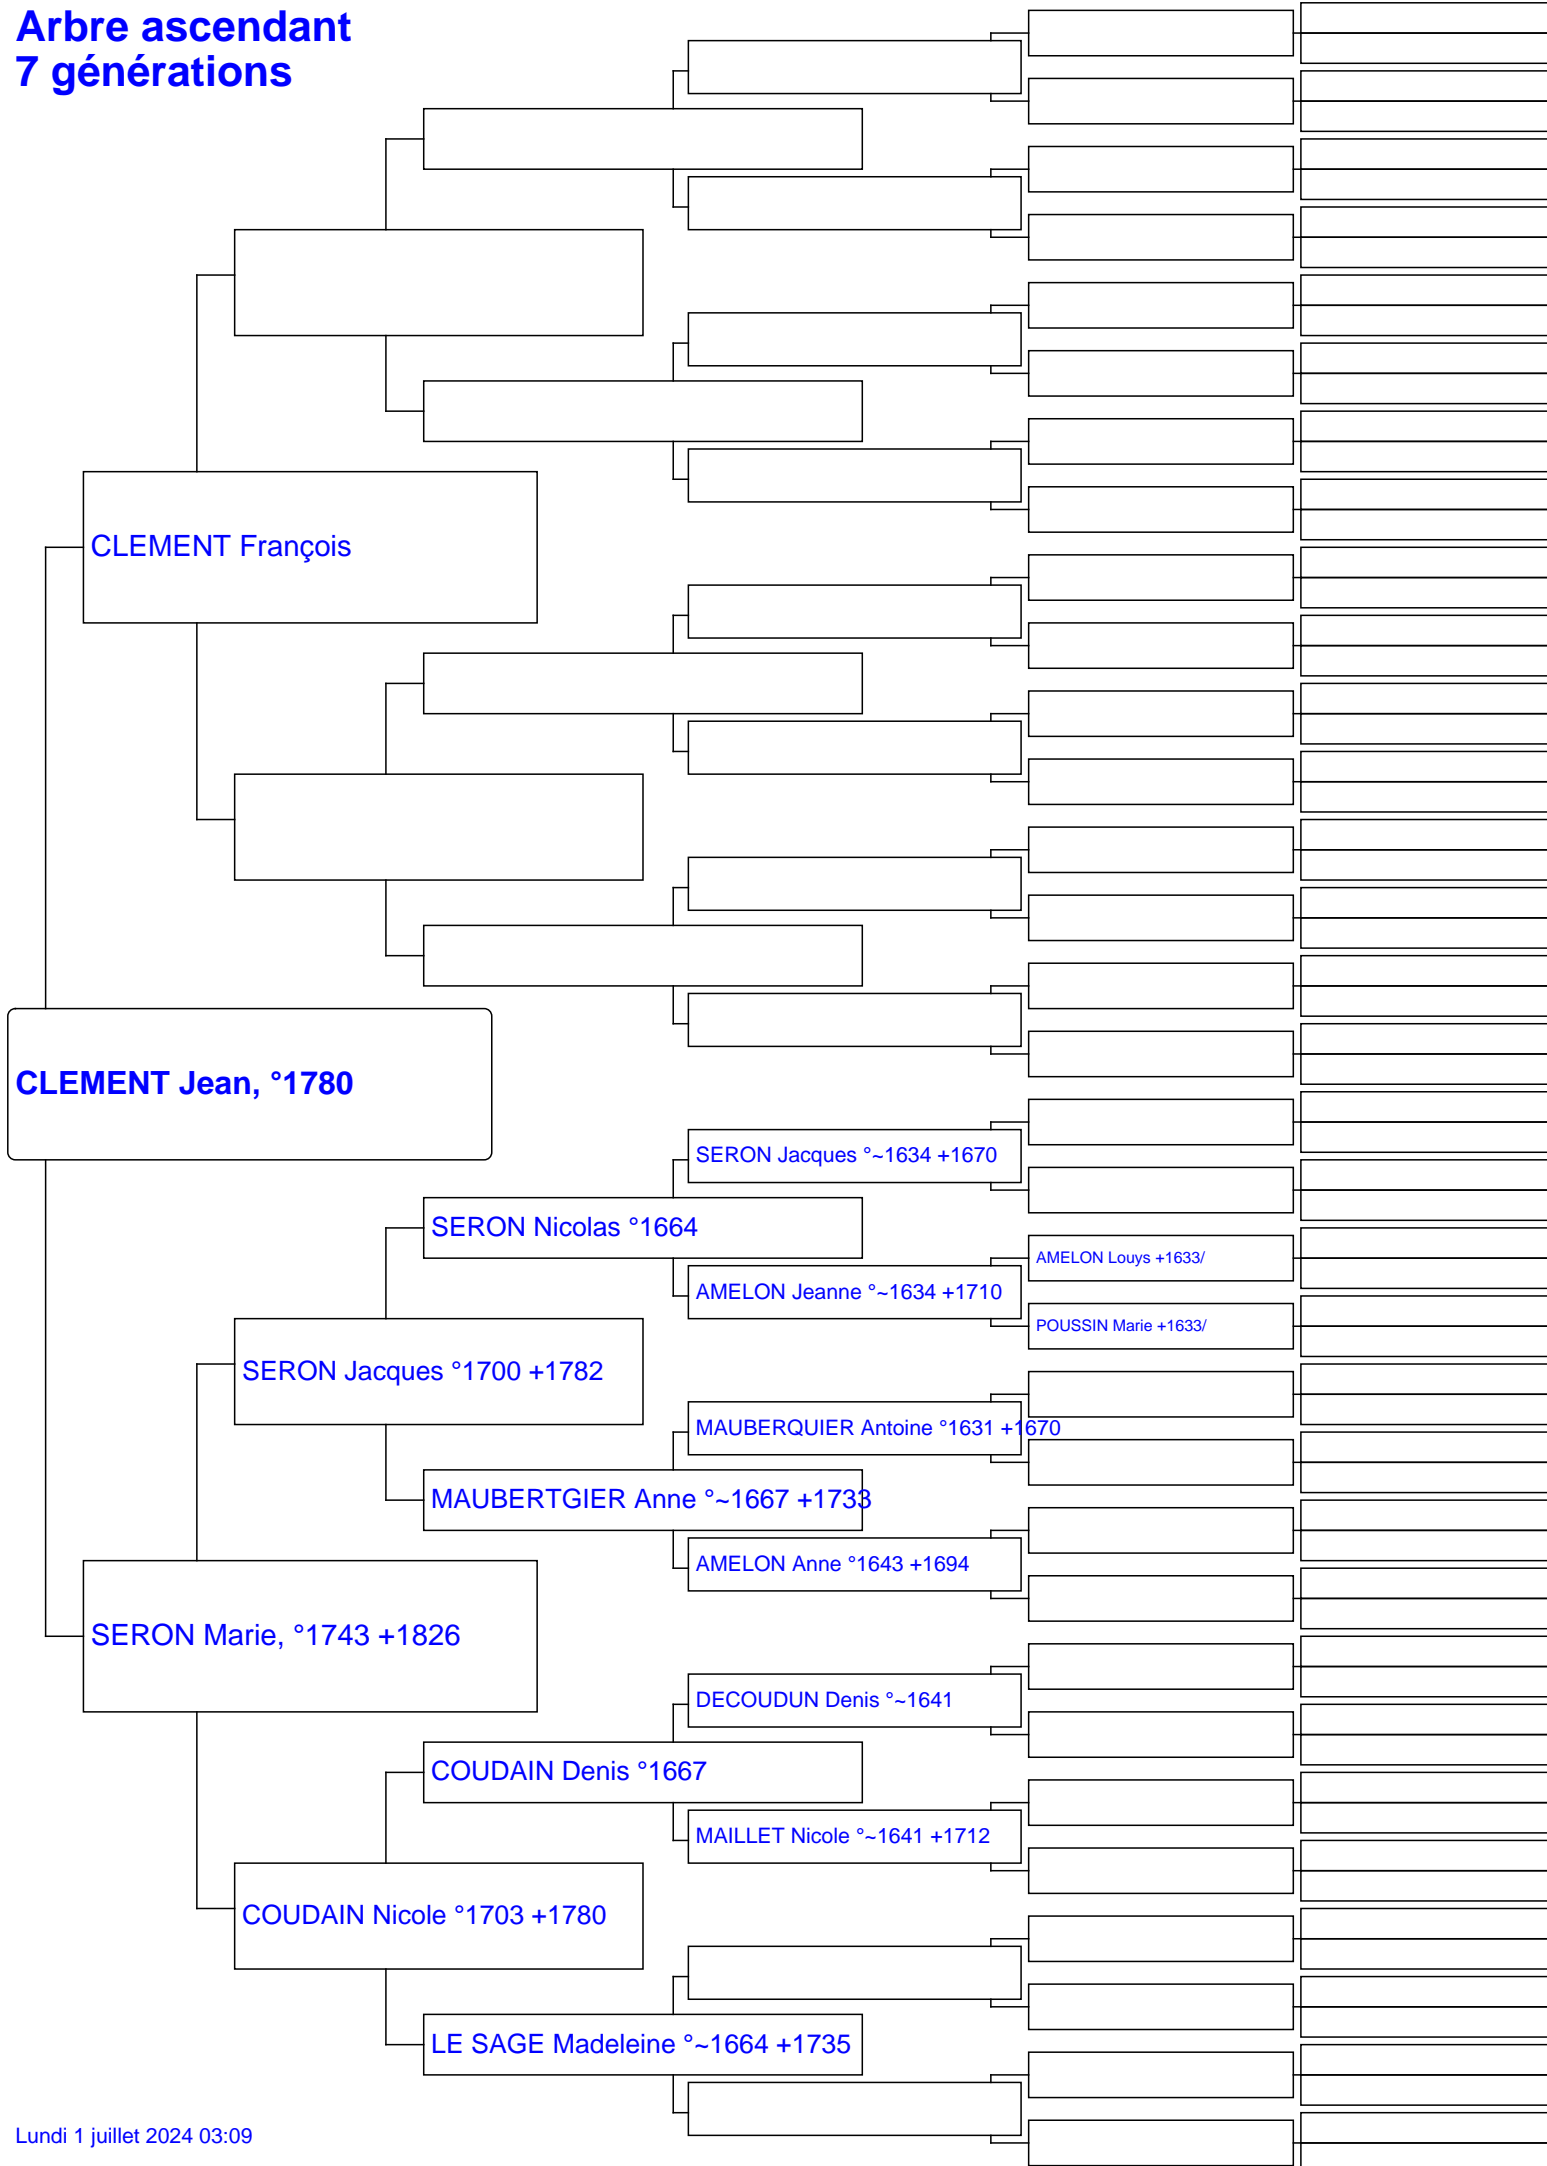 Arbre ascendant
7 générations
CLEMENT François
CLEMENT Jean, °1780
SERON Jacques °~1634 +1670
SERON Nicolas °1664
AMELON Louys +1633/
AMELON Jeanne °~1634 +1710
POUSSIN Marie +1633/
SERON Jacques °1700 +1782
MAUBERQUIER Antoine °1631 +1670
MAUBERTGIER Anne °~1667 +1733
AMELON Anne °1643 +1694
SERON Marie, °1743 +1826
DECOUDUN Denis °~1641
COUDAIN Denis °1667
MAILLET Nicole °~1641 +1712
COUDAIN Nicole °1703 +1780
LE SAGE Madeleine °~1664 +1735
Lundi 1 juillet 2024 03:09